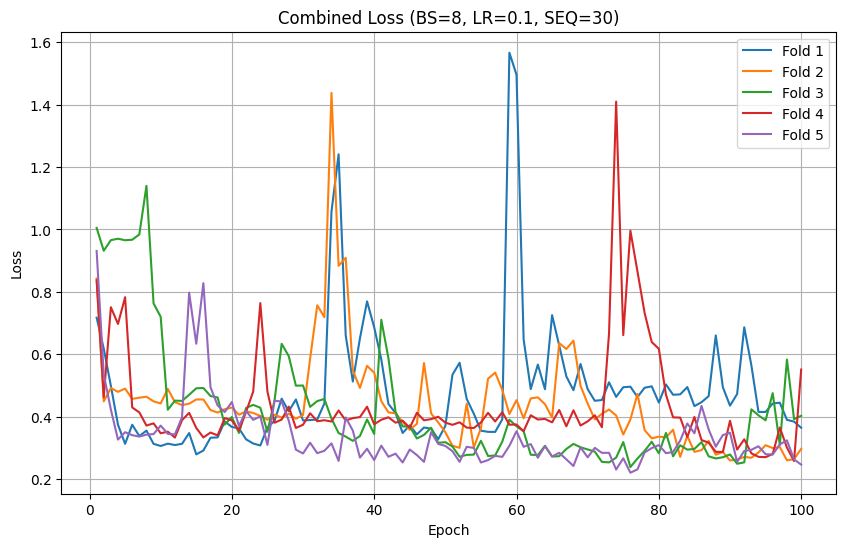 Combined Loss (BS=8, LR=0.1, SEQ=30)
Fold 1
Fold 2
Fold 3
Fold 4
Fold 5
1.6
1.4
1.2
1.0
0.8
0.6
0.4
0.2
Loss
0 20 40 60 80 100
Epoch